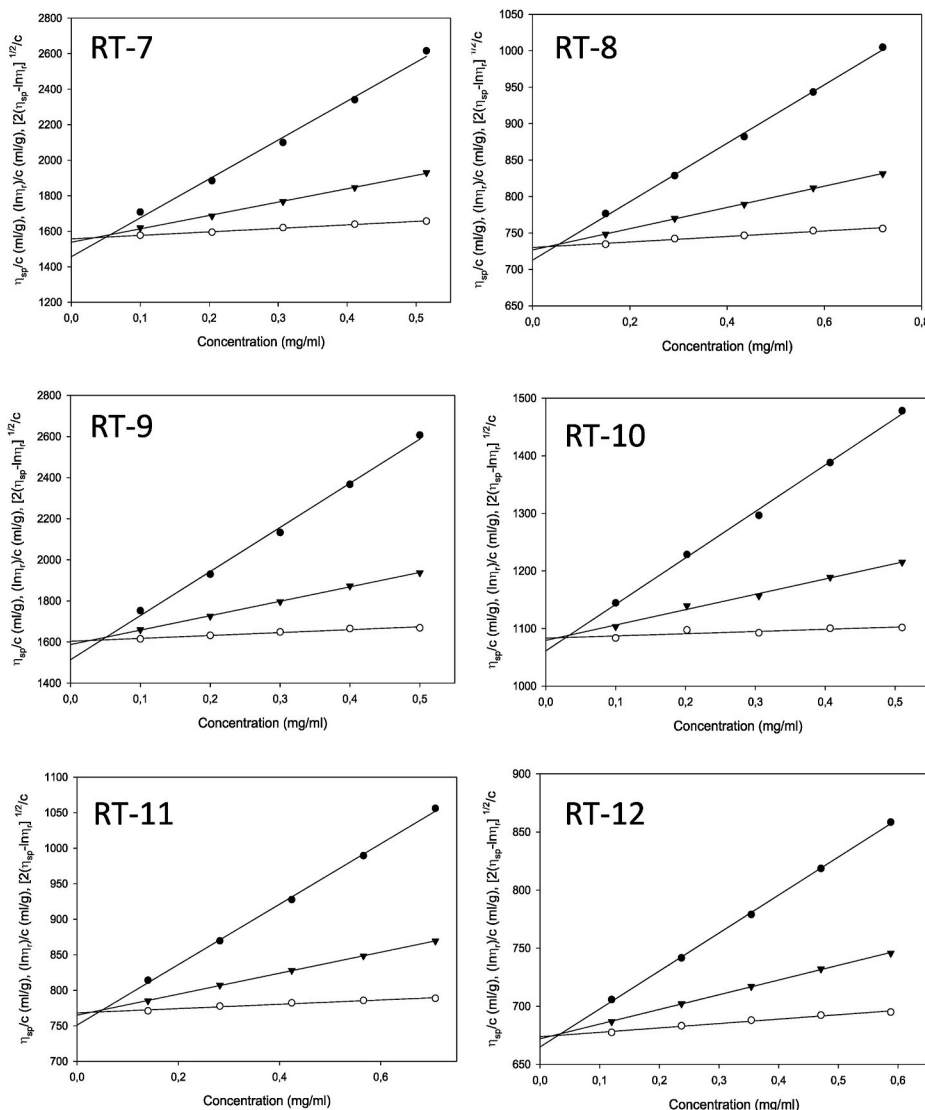 RT-7
2800
2600
2400
2200
2000
1800
1600
1400
1200
0,0 0,1 0,2 0,3 0,4 0,5
Concentration (mg/ml)
ηsp/c (ml/g), (lnηr)/c (ml/g), [2(ηsp-lnηr] 1/2/c
RT-8
1050
1000
950
900
850
800
750
700
650
0,0 0,2 0,4 0,6 0,8
Concentration (mg/ml)
ηsp/c (ml/g), (lnηr)/c (ml/g), [2(ηsp-lnηr] 1/2/c
RT-9
2800
2600
2400
2200
2000
1800
1600
1400
0,0 0,1 0,2 0,3 0,4 0,5
Concentration (mg/ml)
ηsp/c (ml/g), (lnηr)/c (ml/g), [2(ηsp-lnηr] 1/2/c
RT-10
1500
1400
1300
1200
1100
1000
0,0 0,1 0,2 0,3 0,4 0,5
Concentration (mg/ml)
ηsp/c (ml/g), (lnηr)/c (ml/g), [2(ηsp-lnηr] 1/2/c
RT-11
1100
1050
1000
950
900
850
800
750
700
0,0 0,2 0,4 0,6
Concentration (mg/ml)
ηsp/c (ml/g), (lnηr)/c (ml/g), [2(ηsp-lnηr] 1/2/c
RT-12
900
850
800
750
700
650
0,0 0,1 0,2 0,3 0,4 0,5 0,6
Concentration (mg/ml)
ηsp/c (ml/g), (lnηr)/c (ml/g), [2(ηsp-lnηr] 1/2/c